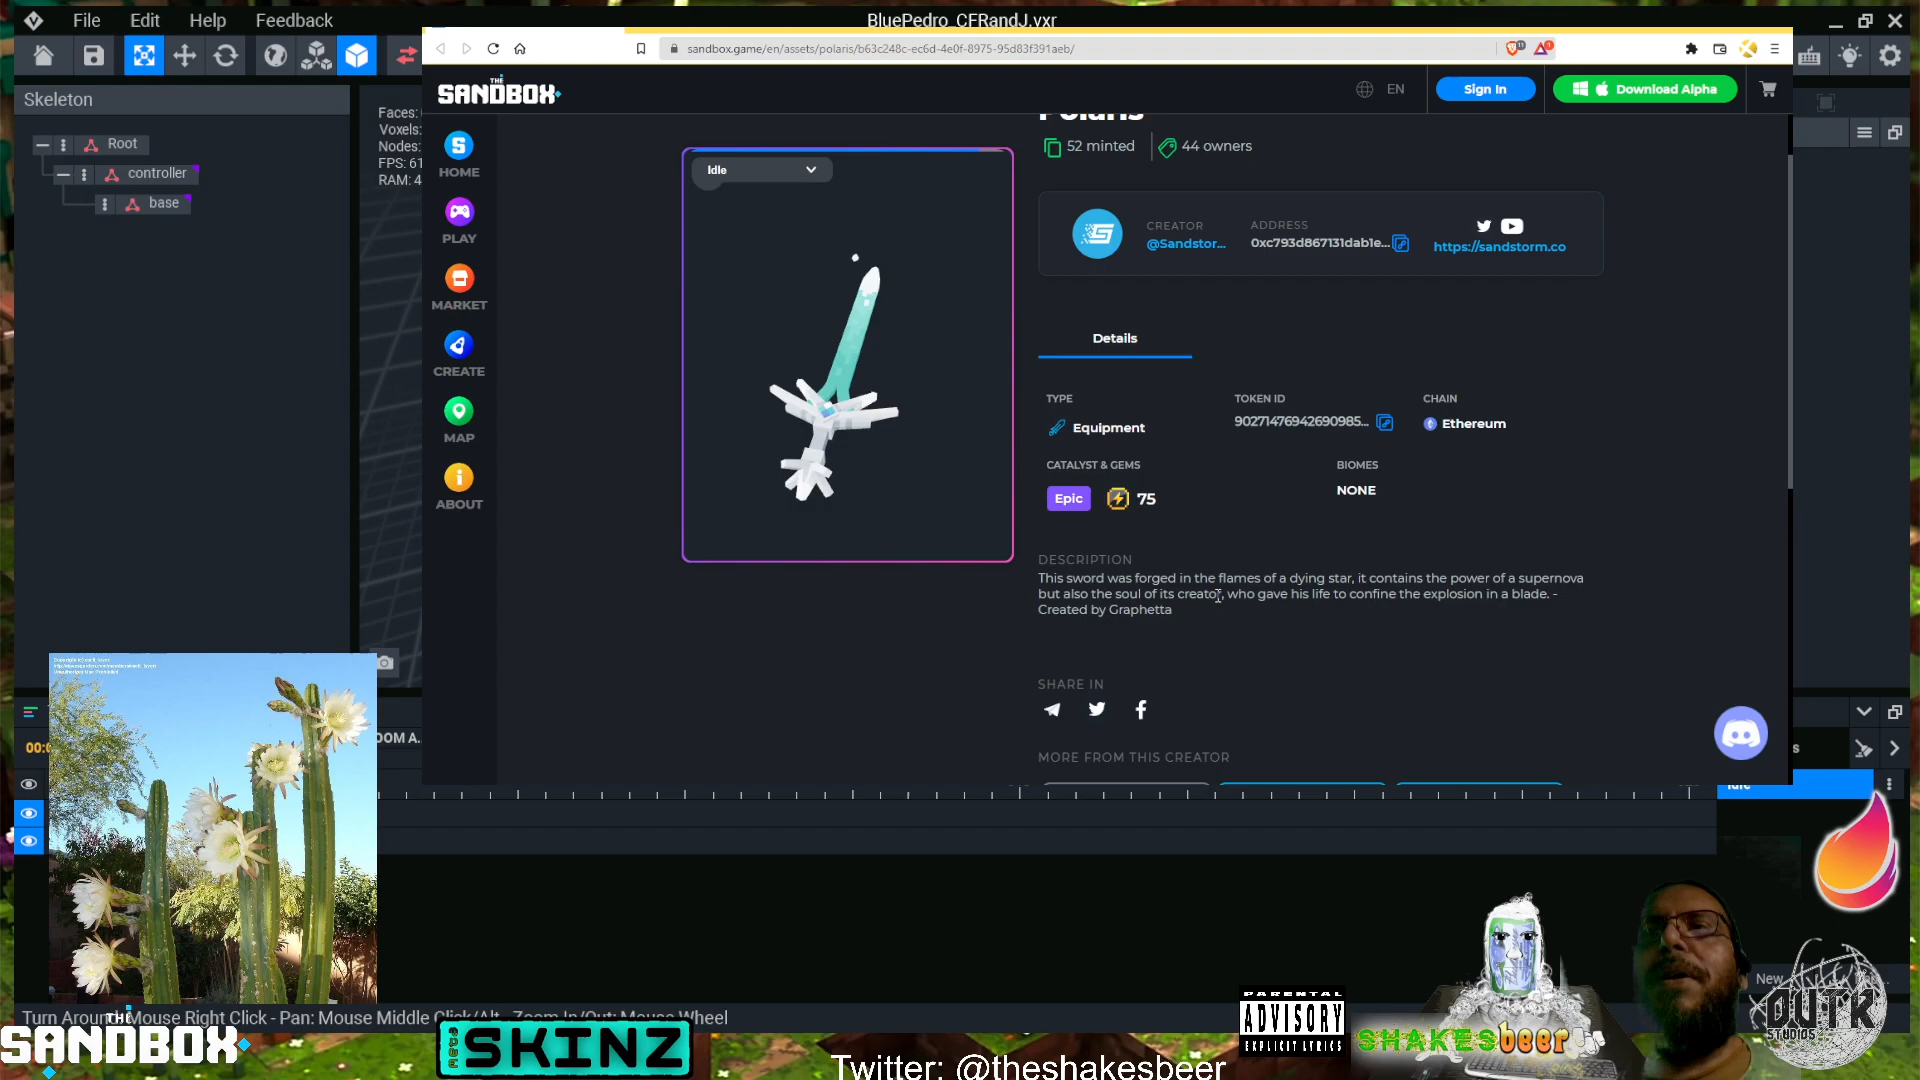 File Edit Help Feedback
BluePedro_CFRandJ.vxr
sandbox.game/en/assets/polaris/b63c248c-ec6d-4e0f-8975-95d83f391aeb/
Skeleton
Root
controller
base
Faces:
Voxels:
Nodes:
FPS: 61
RAM: 4
THE
SANDBOX
EN
Sign In
Download Alpha
HOME
PLAY
MARKET
CREATE
MAP
ABOUT
Idle
Polaris
52 minted
44 owners
CREATOR
@Sandstor...
ADDRESS
0xc793d867131dab1e...
https://sandstorm.co
Details
TYPE
Equipment
TOKEN ID
90271476942690985...
CHAIN
Ethereum
CATALYST & GEMS
Epic
75
BIOMES
NONE
DESCRIPTION
This sword was forged in the flames of a dying star, it contains the power of a supernova
but also the soul of its creator, who gave his life to confine the explosion in a blade. -
Created by Graphetta
SHARE IN
MORE FROM THIS CREATOR
OOM A...
00:
s
Idle
New
Turn Around: Mouse Right Click - Pan: Mouse Middle Click/Alt - Zoom In/Out: Mouse Wheel
THE
SANDBOX
SKINZ
Twitter: @theshakesbeer
PARENTAL
ADVISORY
EXPLICIT LYRICS
SHAKESbeer
OUTK
STUDIOS